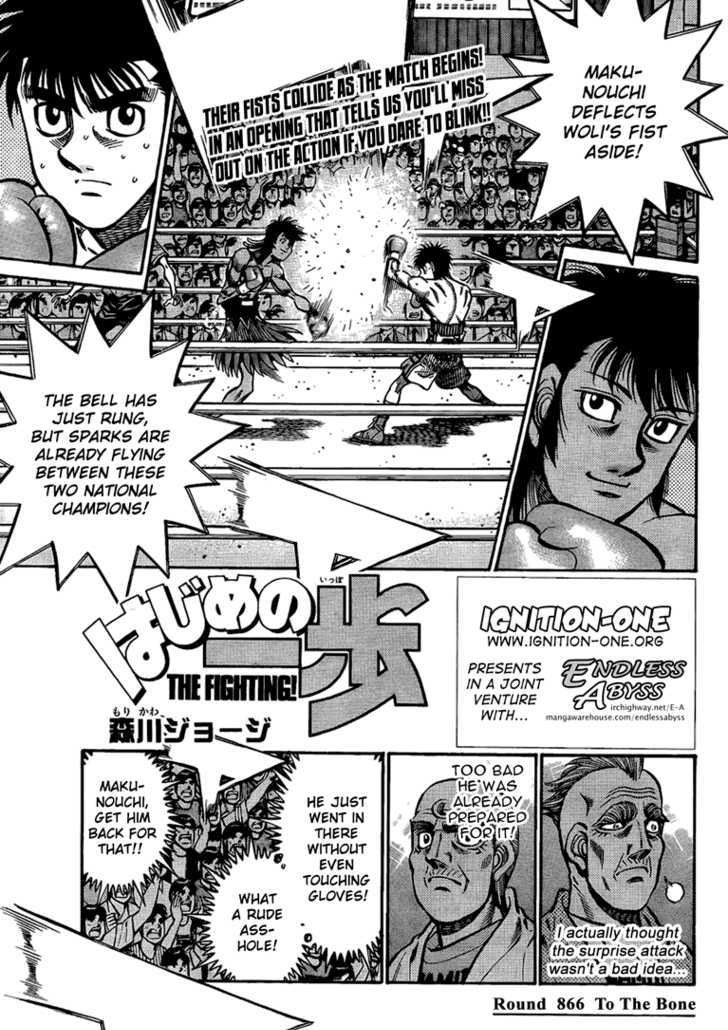 THEIR FISTS COLLIDE AS THE MATCH BEGINS!
IN AN OPENING THAT TELLS US YOU'LL MISS
OUT ON THE ACTION IF YOU DARE TO BLINK!!
MAKU-
NOUCHI
DEFLECTS
WOLI'S FIST
ASIDE!
THE BELL HAS
JUST RUNG,
BUT SPARKS ARE
ALREADY FLYING
BETWEEN THESE
TWO NATIONAL
CHAMPIONS!
いっぽ
はじめの一歩
THE FIGHTING!
もり かわ
森川ジョージ
IGNITION-ONE
WWW.IGNITION-ONE.ORG
PRESENTS
IN A JOINT
VENTURE
WITH...
ENDLESS
ABYSS
irchighway.net/E-A
mangawarehouse.com/endlessabyss
MAKU-
NOUCHI,
GET HIM
BACK FOR
THAT!!
HE JUST
WENT IN
THERE
WITHOUT
EVEN
TOUCHING
GLOVES!
WHAT
A RUDE
ASS-
HOLE!
TOO BAD
HE WAS
ALREADY
PREPARED
FOR IT!
I actually thought
the surprise attack
wasn't a bad idea...
Round 866 To The Bone